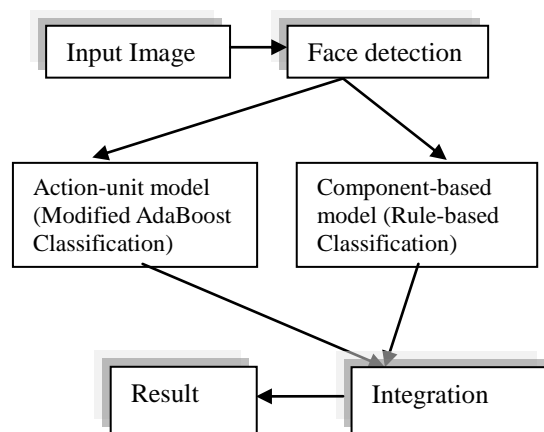 Input Image
Face detection
Action-unit model
(Modified AdaBoost
Classification)
Component-based
model (Rule-based
Classification)
Result
Integration